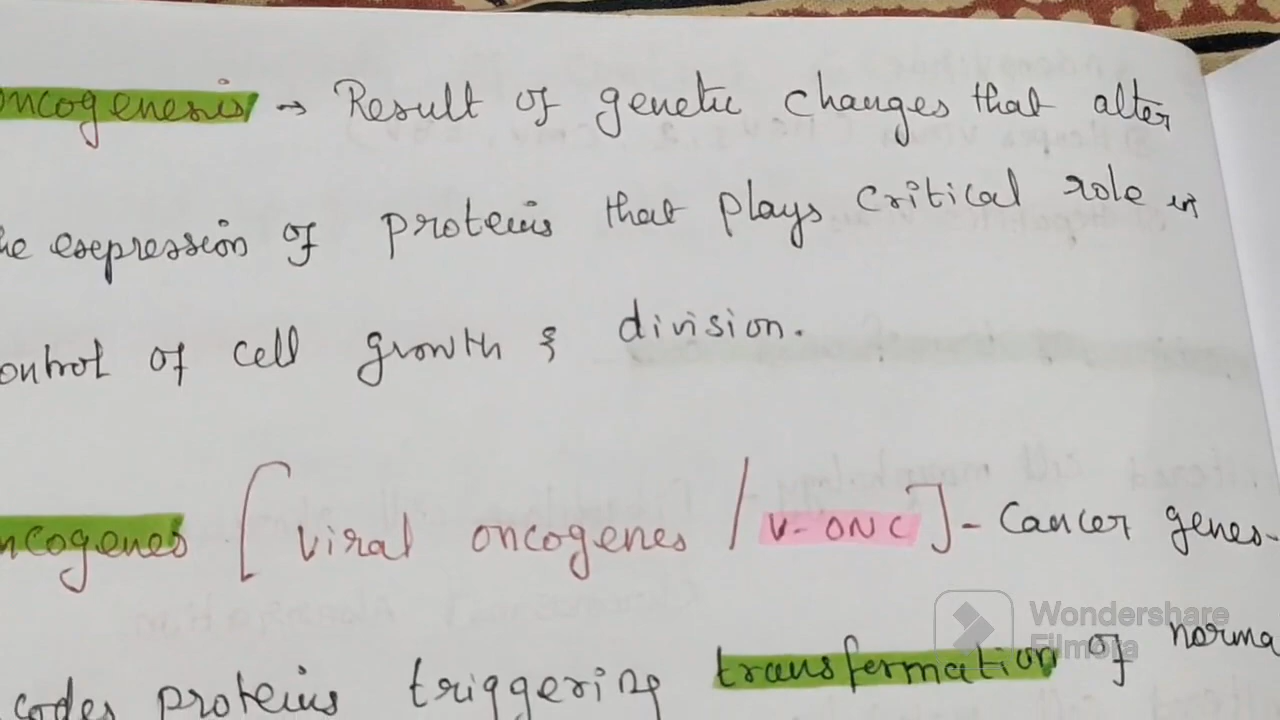 oncogenesis → Result of genetic changes that alter
he expression of proteins that plays critical role in
ontrol of cell growth & division.
ncogenes [viral oncogenes / V-ONC] - Cancer genes-
codes proteins triggering transformation of norma
Wondershare
Filmora